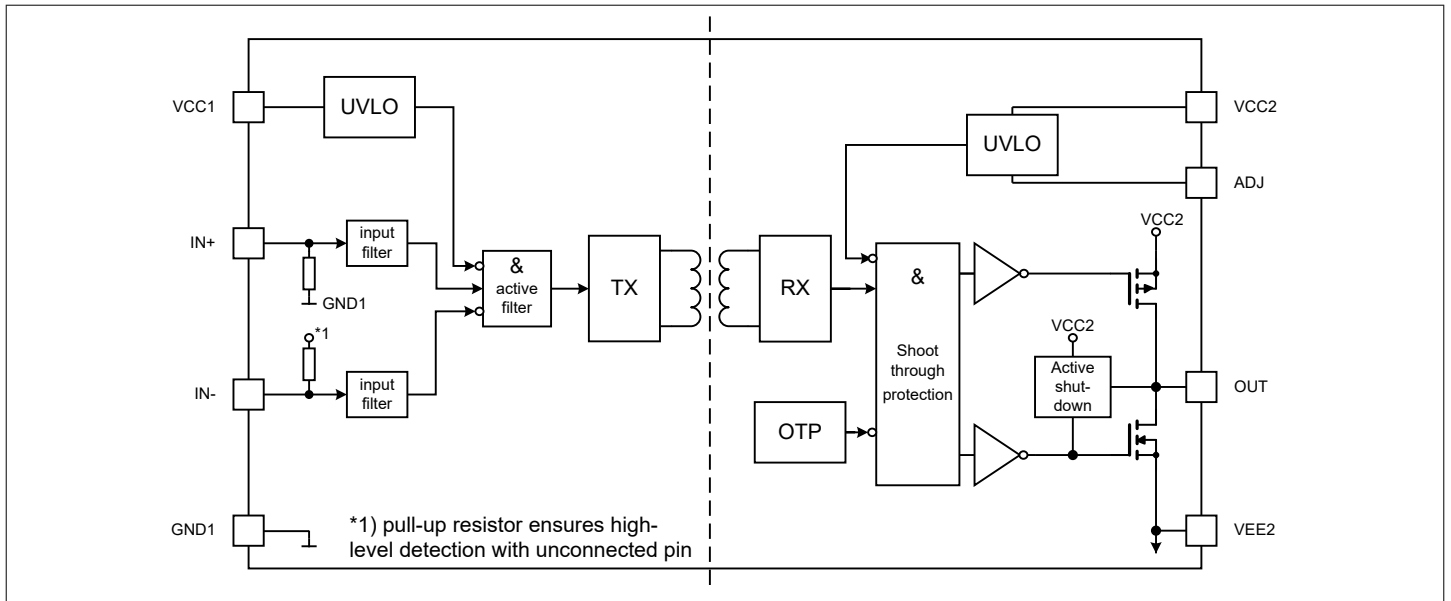 VCC1
UVLO
VCC2
UVLO
ADJ
VCC2
IN+
input
filter
GND1
&
active
filter
TX
RX
&
Shoot
through
protection
*1
IN-
input
filter
VCC2
Active
shut-
down
OUT
OTP
GND1
*1) pull-up resistor ensures high-
level detection with unconnected pin
VEE2